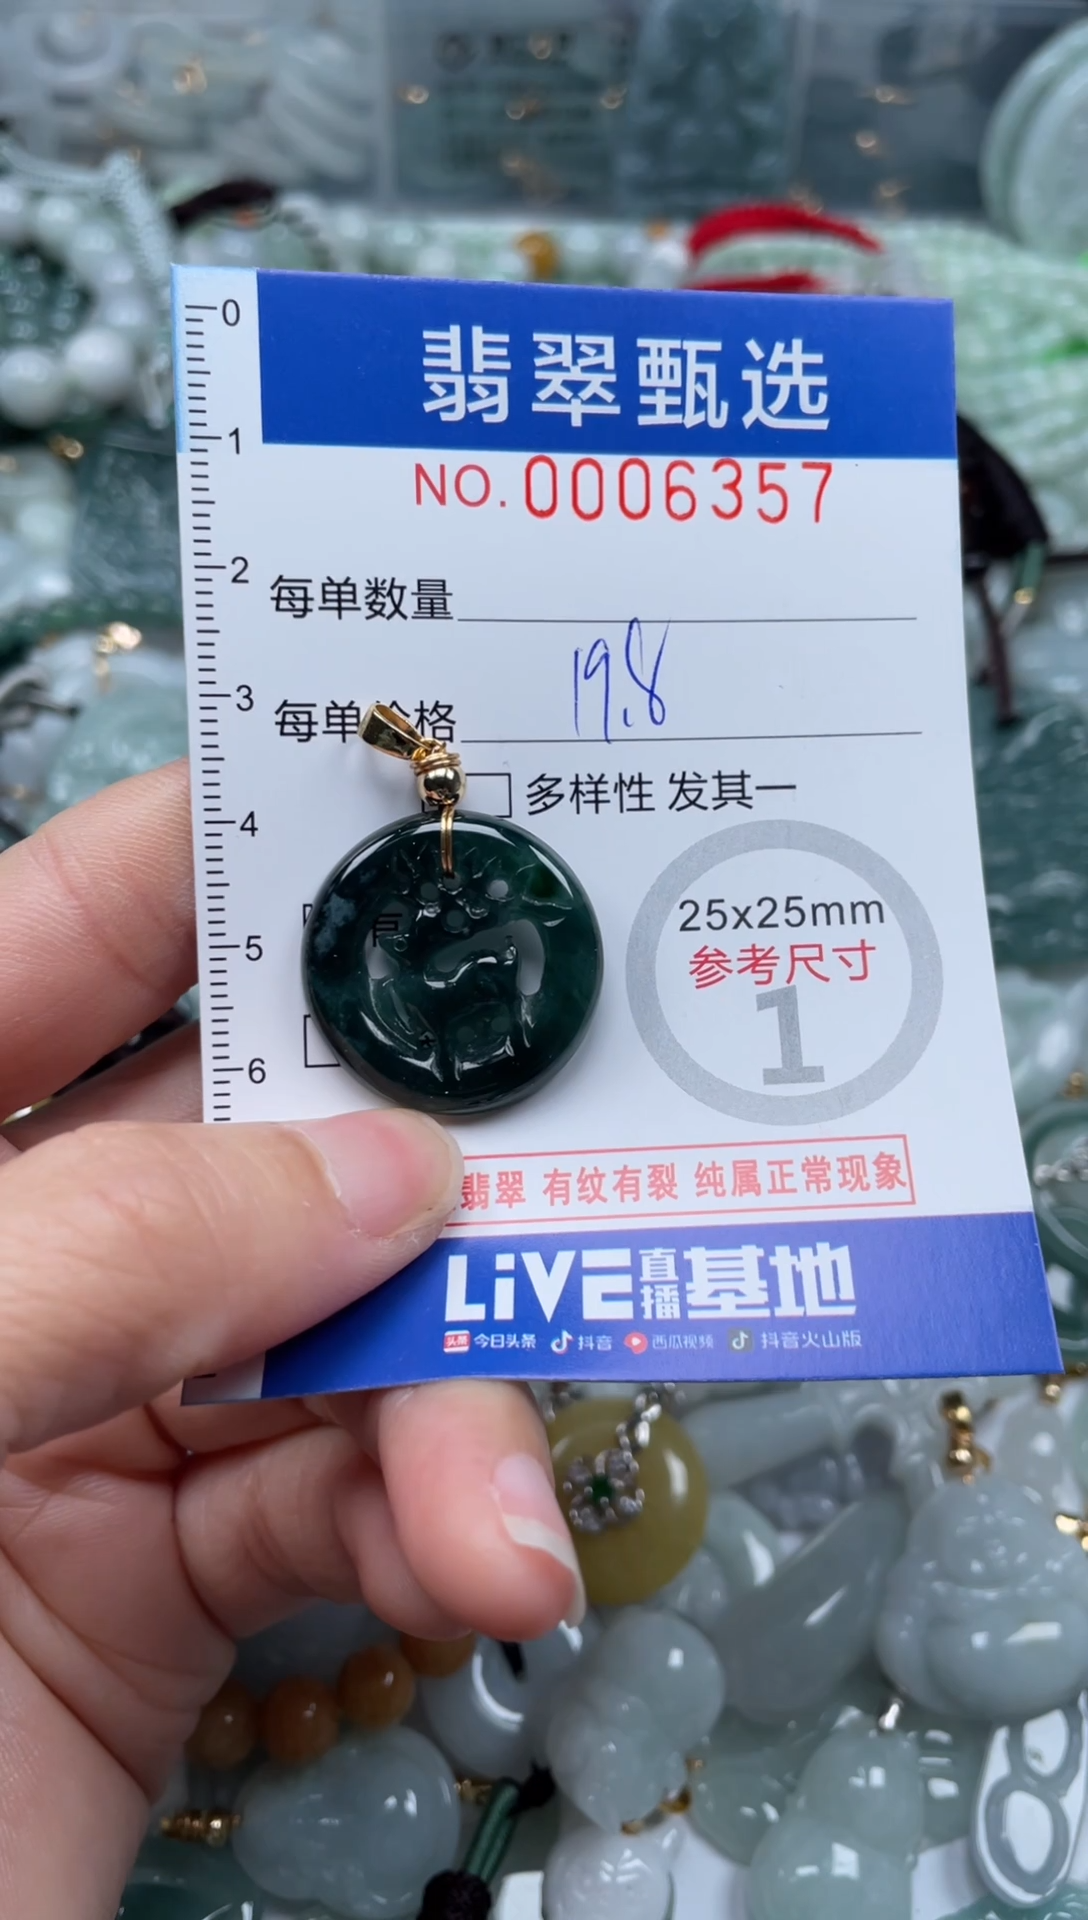 翡翠甄选
NO.0006357
每单数量
每单价格 19.8
多样性 发其一
25x25mm
参考尺寸
1
翡翠 有纹有裂 纯属正常现象
LiVE直播基地
头条 今日头条 抖音 西瓜视频 抖音火山版
0
1
2
3
4
5
6